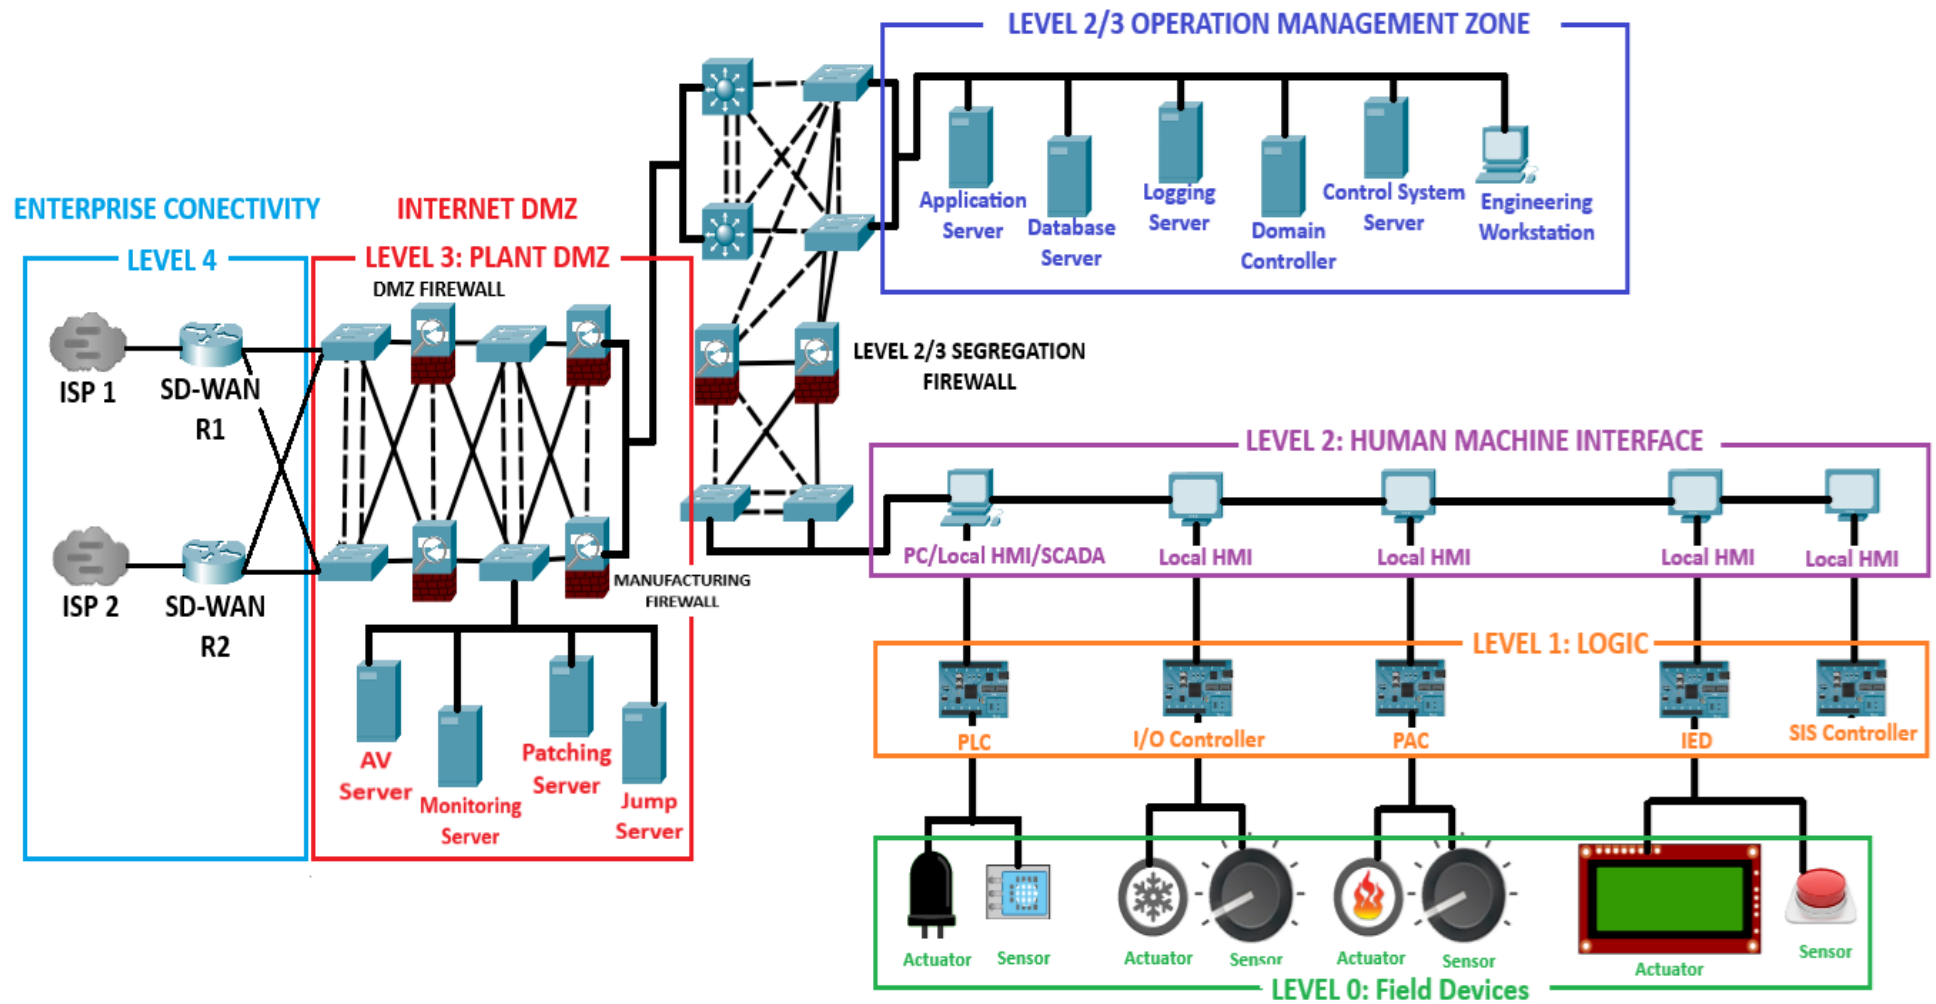 LEVEL 2/3 OPERATION MANAGEMENT ZONE
Application
Server
Database
Server
Logging
Server
Domain
Controller
Control System
Server
Engineering
Workstation
ENTERPRISE CONECTIVITY
LEVEL 4
ISP 1
SD-WAN
R1
ISP 2
SD-WAN
R2
INTERNET DMZ
LEVEL 3: PLANT DMZ
DMZ FIREWALL
MANUFACTURING
FIREWALL
AV
Server
Monitoring
Server
Patching
Server
Jump
Server
LEVEL 2/3 SEGREGATION
FIREWALL
LEVEL 2: HUMAN MACHINE INTERFACE
PC/Local HMI/SCADA
Local HMI
Local HMI
Local HMI
Local HMI
LEVEL 1: LOGIC
PLC
I/O Controller
PAC
IED
SIS Controller
Actuator
Sensor
Actuator
Sensor
Actuator
Sensor
Actuator
Sensor
LEVEL 0: Field Devices